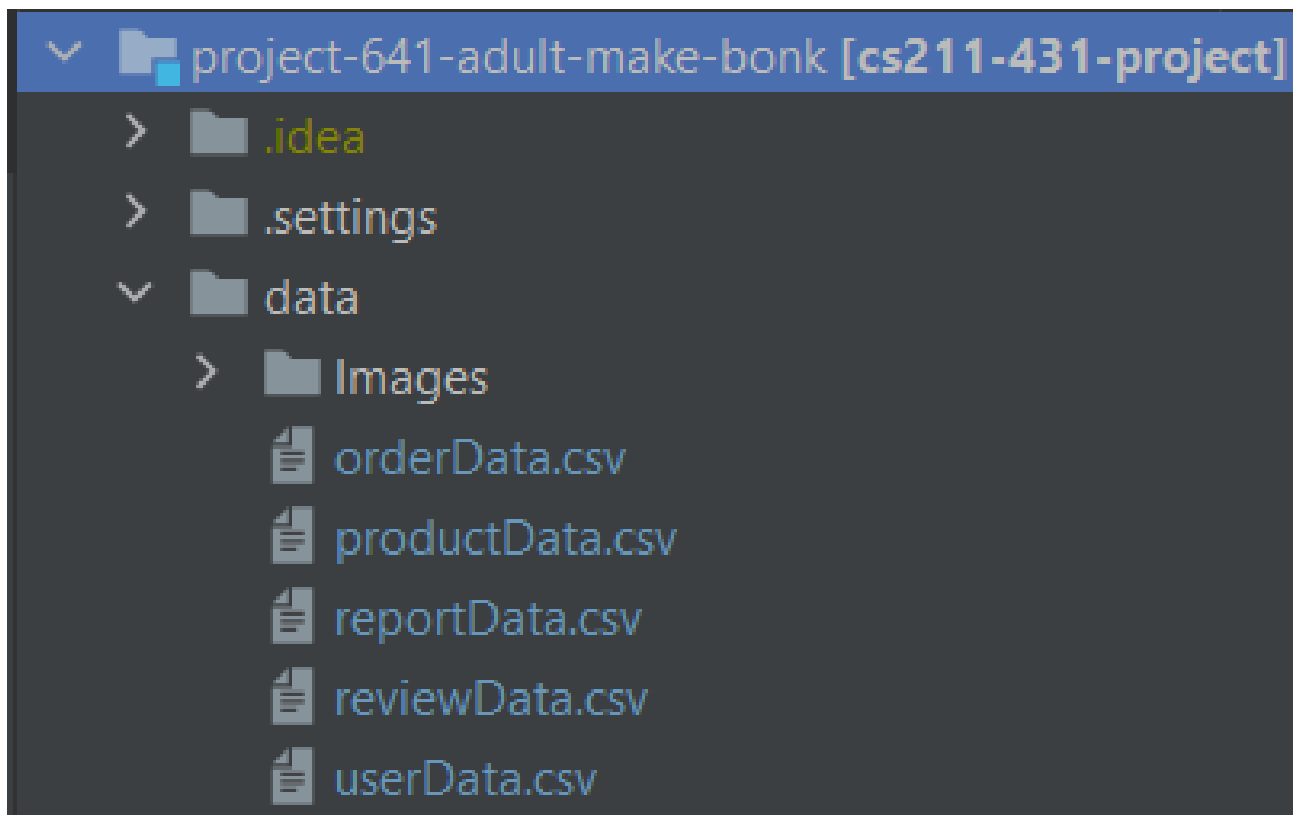 project-641-adult-make-bonk [cs211-431-project]
.idea
.settings
data
Images
orderData.csv
productData.csv
reportData.csv
reviewData.csv
userData.csv